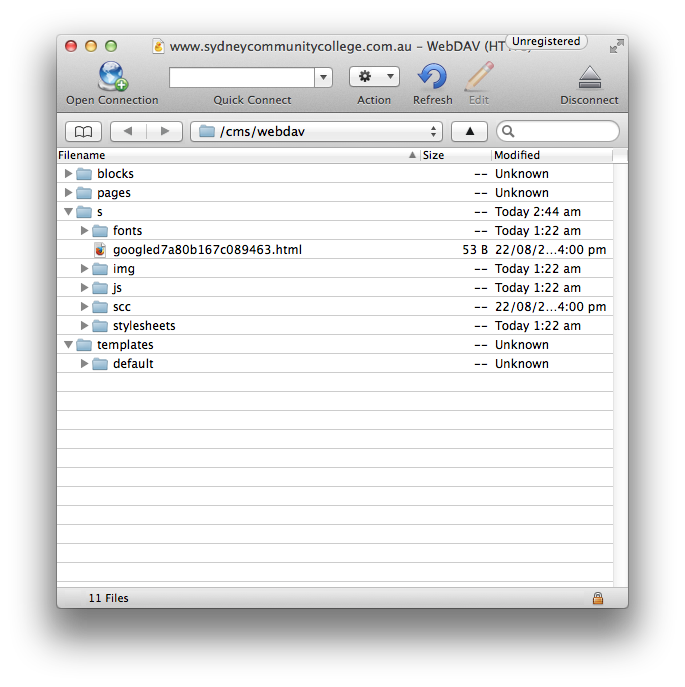 www.sydneycommunitycollege.com.au – WebDAV (HT
Unregistered
Open Connection
Quick Connect
Action
Refresh
Edit
Disconnect
/cms/webdav
Filename Size Modified
blocks -- Unknown
pages -- Unknown
s -- Today 2:44 am
fonts -- Today 1:22 am
googled7a80b167c089463.html 53 B 22/08/2...4:00 pm
img -- Today 1:22 am
js -- Today 1:22 am
scc -- 22/08/2...4:00 pm
stylesheets -- Today 1:22 am
templates -- Unknown
default -- Unknown
11 Files